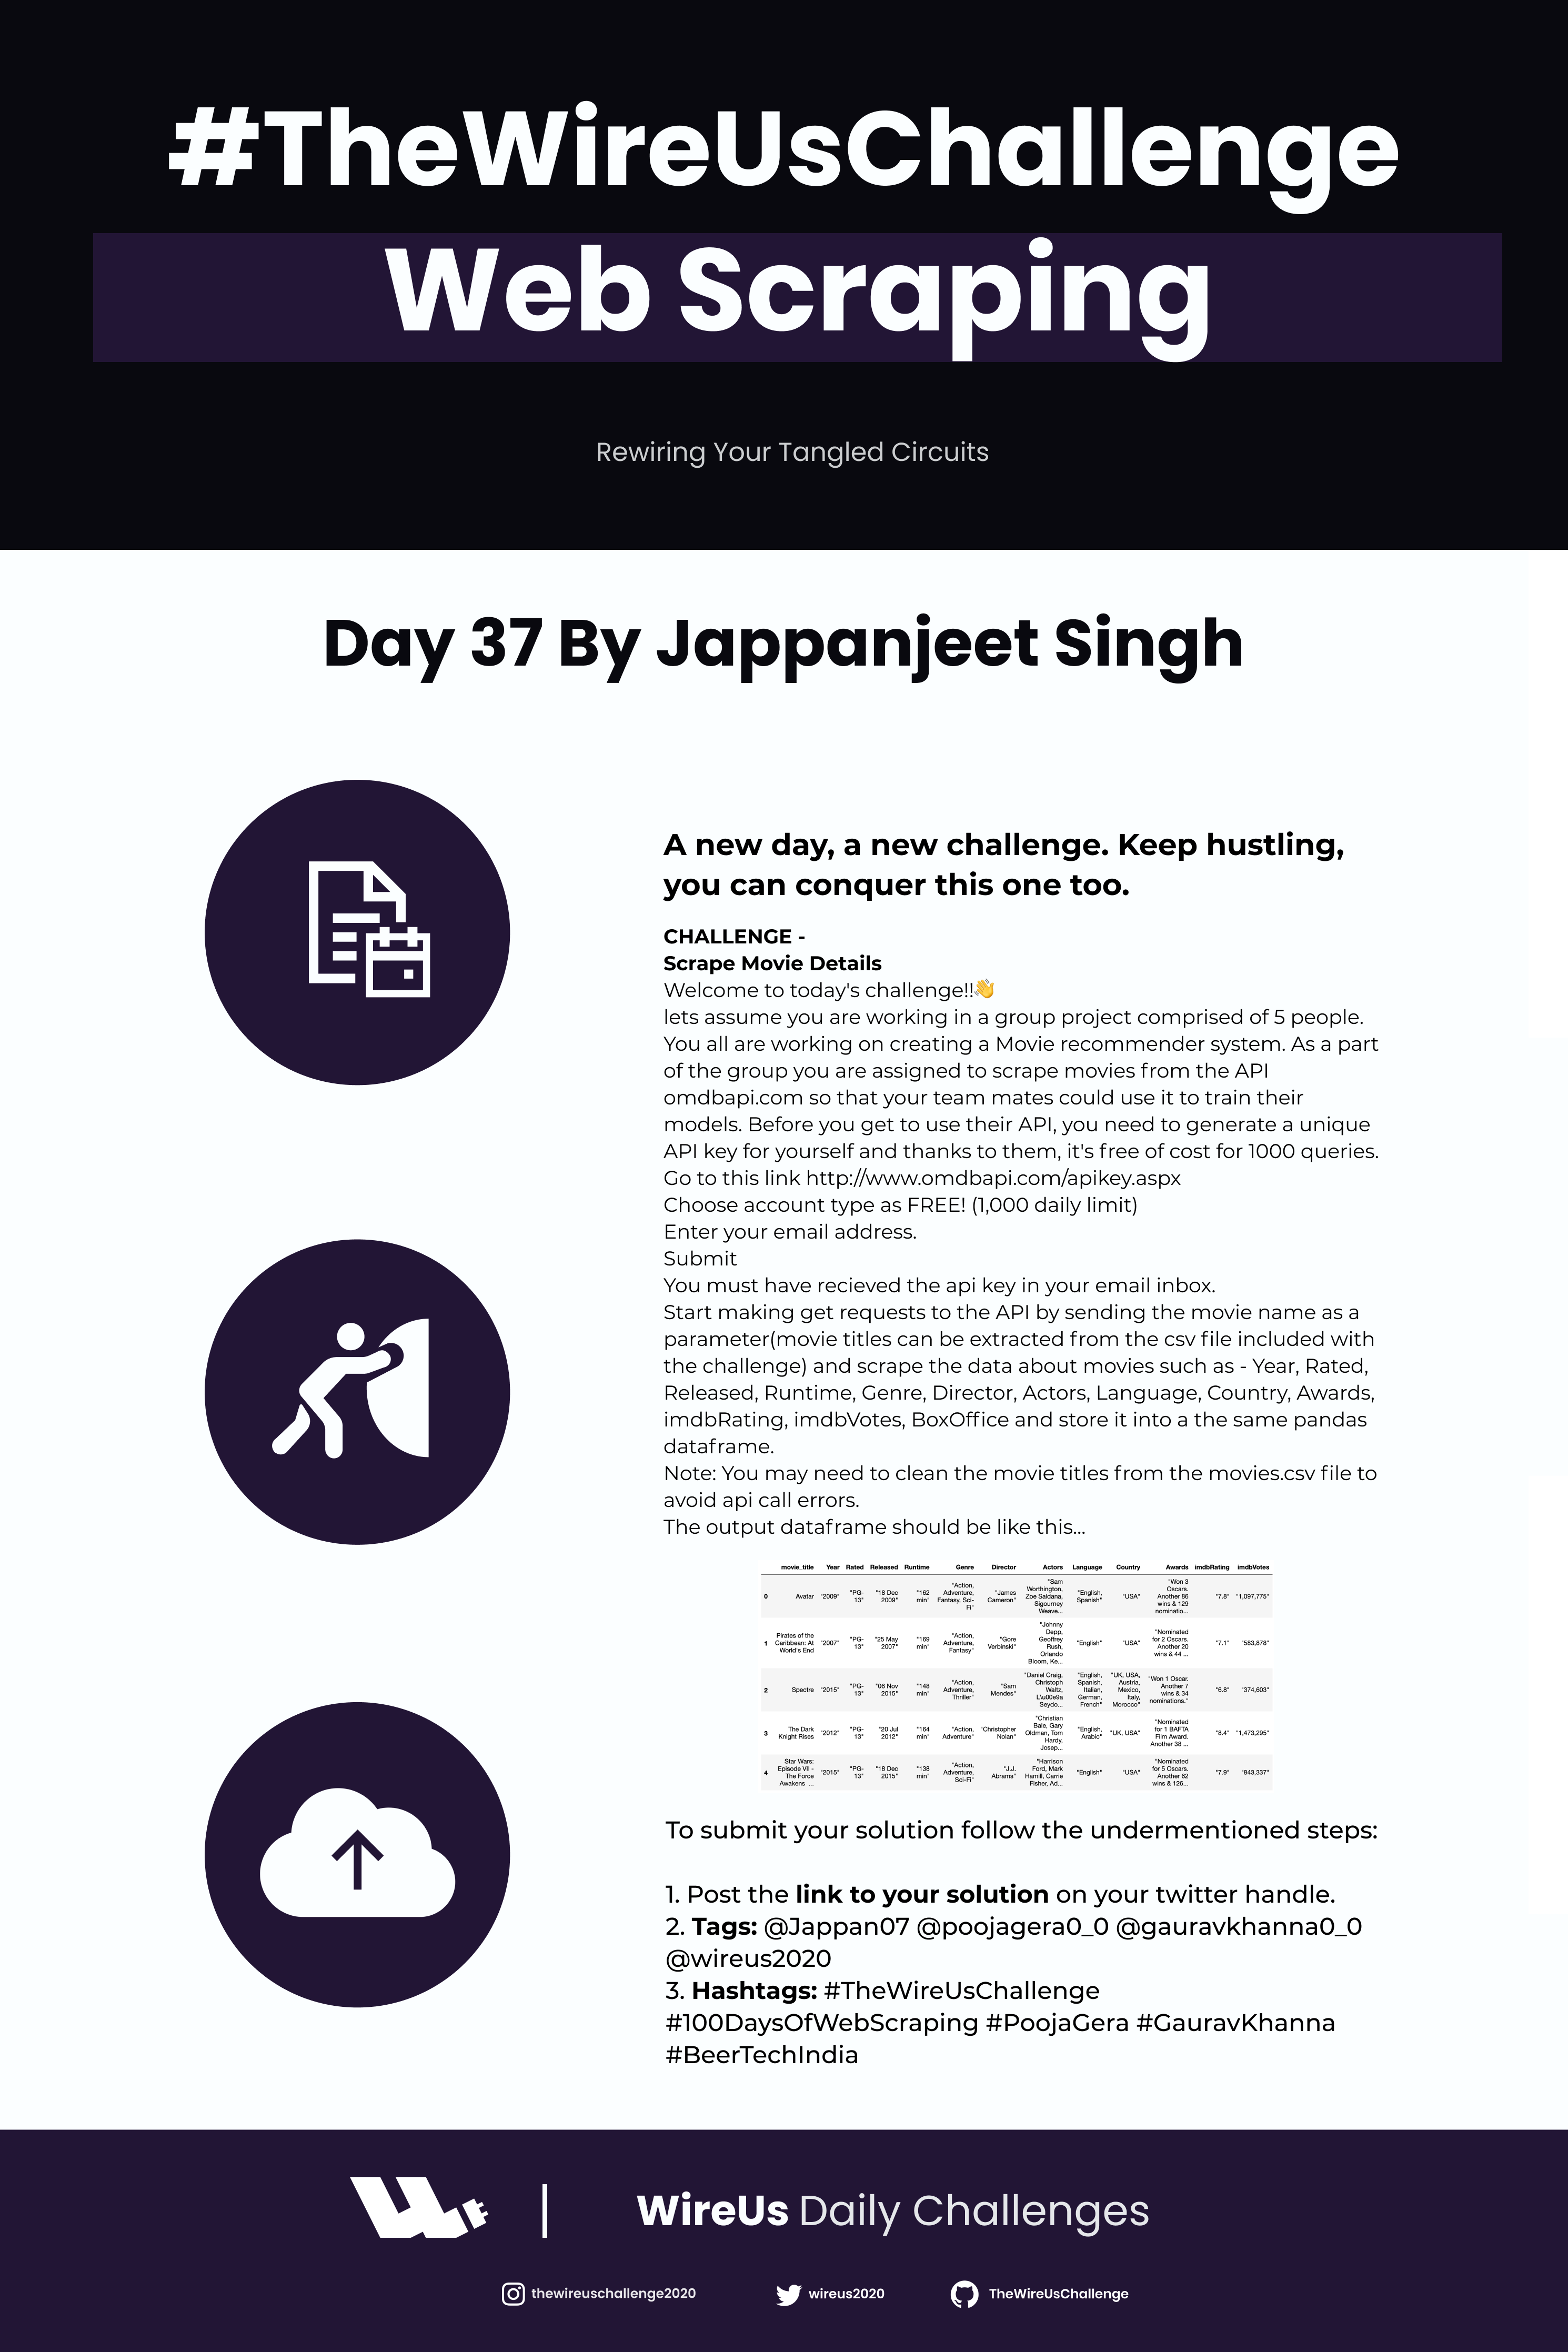 #TheWireUsChallenge
Web Scraping
Rewiring Your Tangled Circuits
Day 37 By Jappanjeet Singh
A new day, a new challenge. Keep hustling,
you can conquer this one too.
CHALLENGE -
Scrape Movie Details
Welcome to today's challenge!!👋
lets assume you are working in a group project comprised of 5 people.
You all are working on creating a Movie recommender system. As a part
of the group you are assigned to scrape movies from the API
omdbapi.com so that your team mates could use it to train their
models. Before you get to use their API, you need to generate a unique
API key for yourself and thanks to them, it's free of cost for 1000 queries.
Go to this link http://www.omdbapi.com/apikey.aspx
Choose account type as FREE! (1,000 daily limit)
Enter your email address.
Submit
You must have recieved the api key in your email inbox.
Start making get requests to the API by sending the movie name as a
parameter(movie titles can be extracted from the csv file included with
the challenge) and scrape the data about movies such as - Year, Rated,
Released, Runtime, Genre, Director, Actors, Language, Country, Awards,
imdbRating, imdbVotes, BoxOffice and store it into a the same pandas
dataframe.
Note: You may need to clean the movie titles from the movies.csv file to
avoid api call errors.
The output dataframe should be like this...
movie_title Year Rated Released Runtime Genre Director Actors Language Country Awards imdbRating imdbVotes
0 Avatar "2009" "PG-13" "18 Dec 2009" "162 min" "Action, Adventure, Fantasy, Sci-Fi" "James Cameron" "Sam Worthington, Zoe Saldana, Sigourney Weave... "English, Spanish" "USA" "Won 3 Oscars. Another 86 wins & 129 nominatio... "7.8" "1,097,775"
1 Pirates of the Caribbean: At World's End "2007" "PG-13" "25 May 2007" "169 min" "Action, Adventure, Fantasy" "Gore Verbinski" "Johnny Depp, Geoffrey Rush, Orlando Bloom, Ke... "English" "USA" "Nominated for 2 Oscars. Another 20 wins & 44 ... "7.1" "583,878"
2 Spectre "2015" "PG-13" "06 Nov 2015" "148 min" "Action, Adventure, Thriller" "Sam Mendes" "Daniel Craig, Christoph Waltz, L\u00e9a Seydo... "English, Spanish, Italian, German, French" "UK, USA, Austria, Mexico, Italy, Morocco" "Won 1 Oscar. Another 7 wins & 34 nominations." "6.8" "374,603"
3 The Dark Knight Rises "2012" "PG-13" "20 Jul 2012" "164 min" "Action, Adventure" "Christopher Nolan" "Christian Bale, Gary Oldman, Tom Hardy, Josep... "English, Arabic" "UK, USA" "Nominated for 1 BAFTA Film Award. Another 38 ... "8.4" "1,473,295"
4 Star Wars: Episode VII - The Force Awakens ... "2015" "PG-13" "18 Dec 2015" "138 min" "Action, Adventure, Sci-Fi" "J.J. Abrams" "Harrison Ford, Mark Hamill, Carrie Fisher, Ad... "English" "USA" "Nominated for 5 Oscars. Another 62 wins & 126... "7.9" "843,337"
To submit your solution follow the undermentioned steps:
1. Post the link to your solution on your twitter handle.
2. Tags: @Jappan07 @poojagera0_0 @gauravkhanna0_0
@wireus2020
3. Hashtags: #TheWireUsChallenge
#100DaysOfWebScraping #PoojaGera #GauravKhanna
#BeerTechIndia
WireUs Daily Challenges
thewireuschallenge2020 wireus2020 TheWireUsChallenge